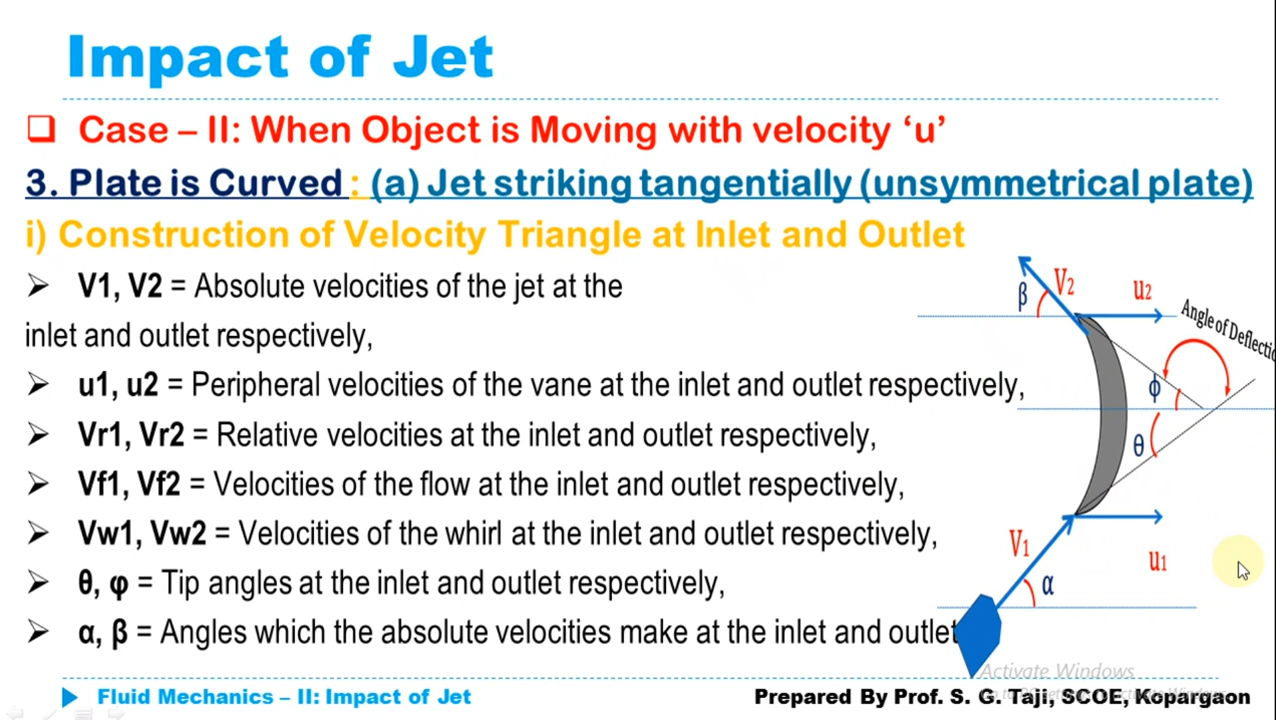 Impact of Jet
Case – II: When Object is Moving with velocity ‘u’
3. Plate is Curved : (a) Jet striking tangentially (unsymmetrical plate)
i) Construction of Velocity Triangle at Inlet and Outlet
V1, V2 = Absolute velocities of the jet at the
inlet and outlet respectively,
u1, u2 = Peripheral velocities of the vane at the inlet and outlet respectively,
Vr1, Vr2 = Relative velocities at the inlet and outlet respectively,
Vf1, Vf2 = Velocities of the flow at the inlet and outlet respectively,
Vw1, Vw2 = Velocities of the whirl at the inlet and outlet respectively,
θ, φ = Tip angles at the inlet and outlet respectively,
α, β = Angles which the absolute velocities make at the inlet and outlet
β
V2
u2
Angle of Deflectio
ϕ
θ
V1
α
u1
Activate Windows
Fluid Mechanics – II: Impact of Jet
Prepared By Prof. S. G. Taji, SCOE, Kopargaon